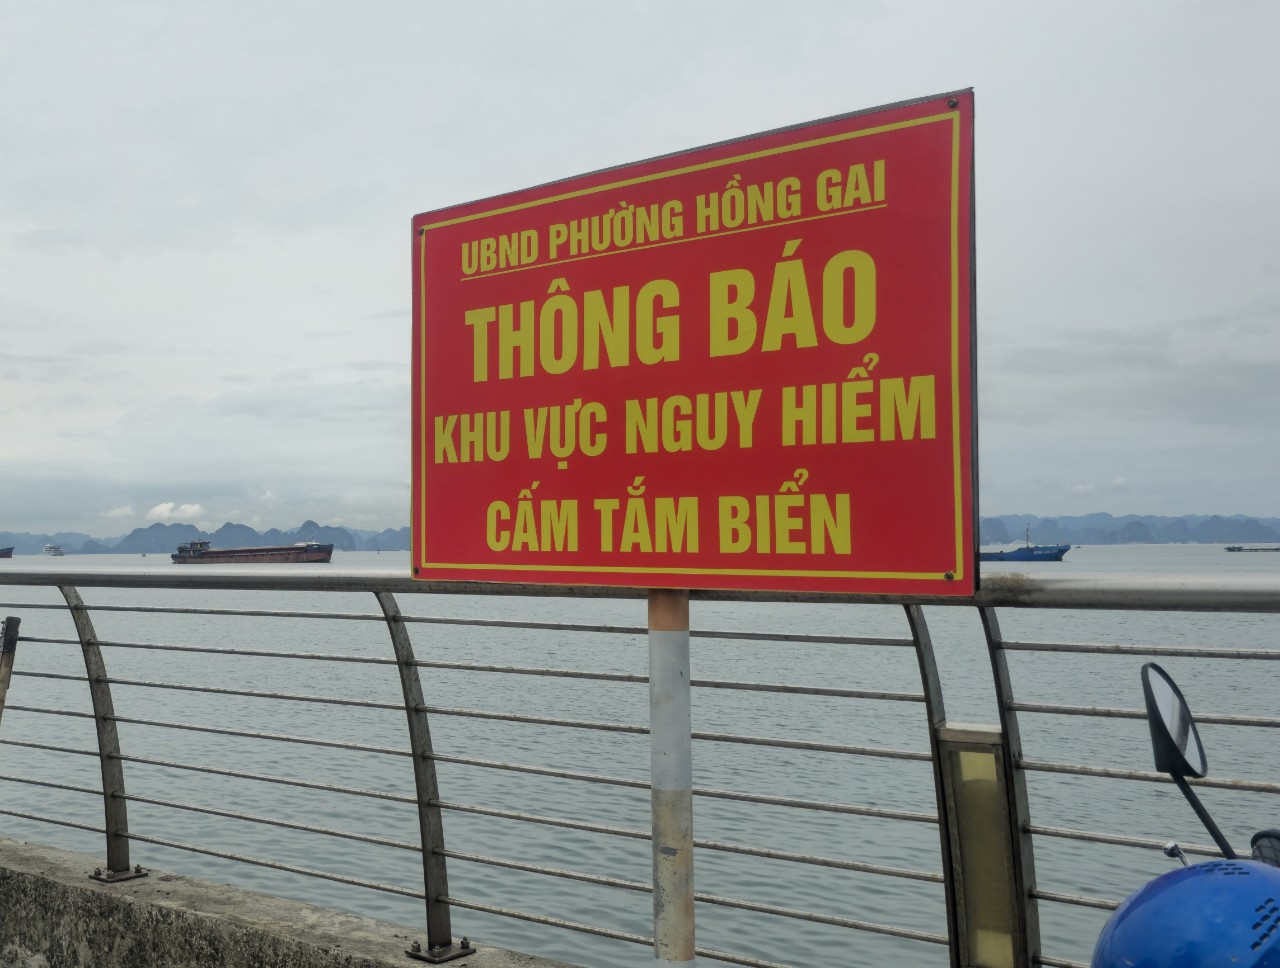 UBND PHƯỜNG HỒNG GAI
THÔNG BÁO
KHU VỰC NGUY HIỂM
CẤM TẮM BIỂN